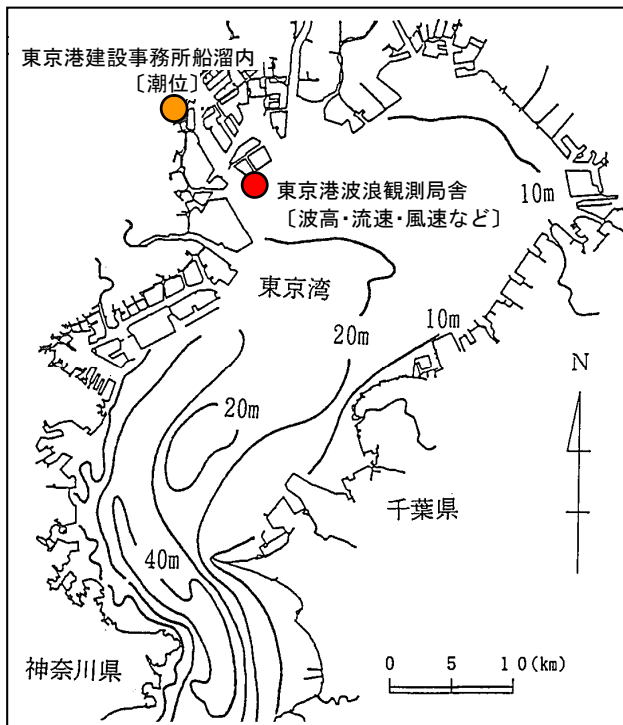 東京港建設事務所船溜内
〔潮位〕
東京港波浪観測局舎
〔波高・流速・風速など〕
10m
東京湾
10m
20m
N
20m
千葉県
40m
神奈川県
0 5 10(km)